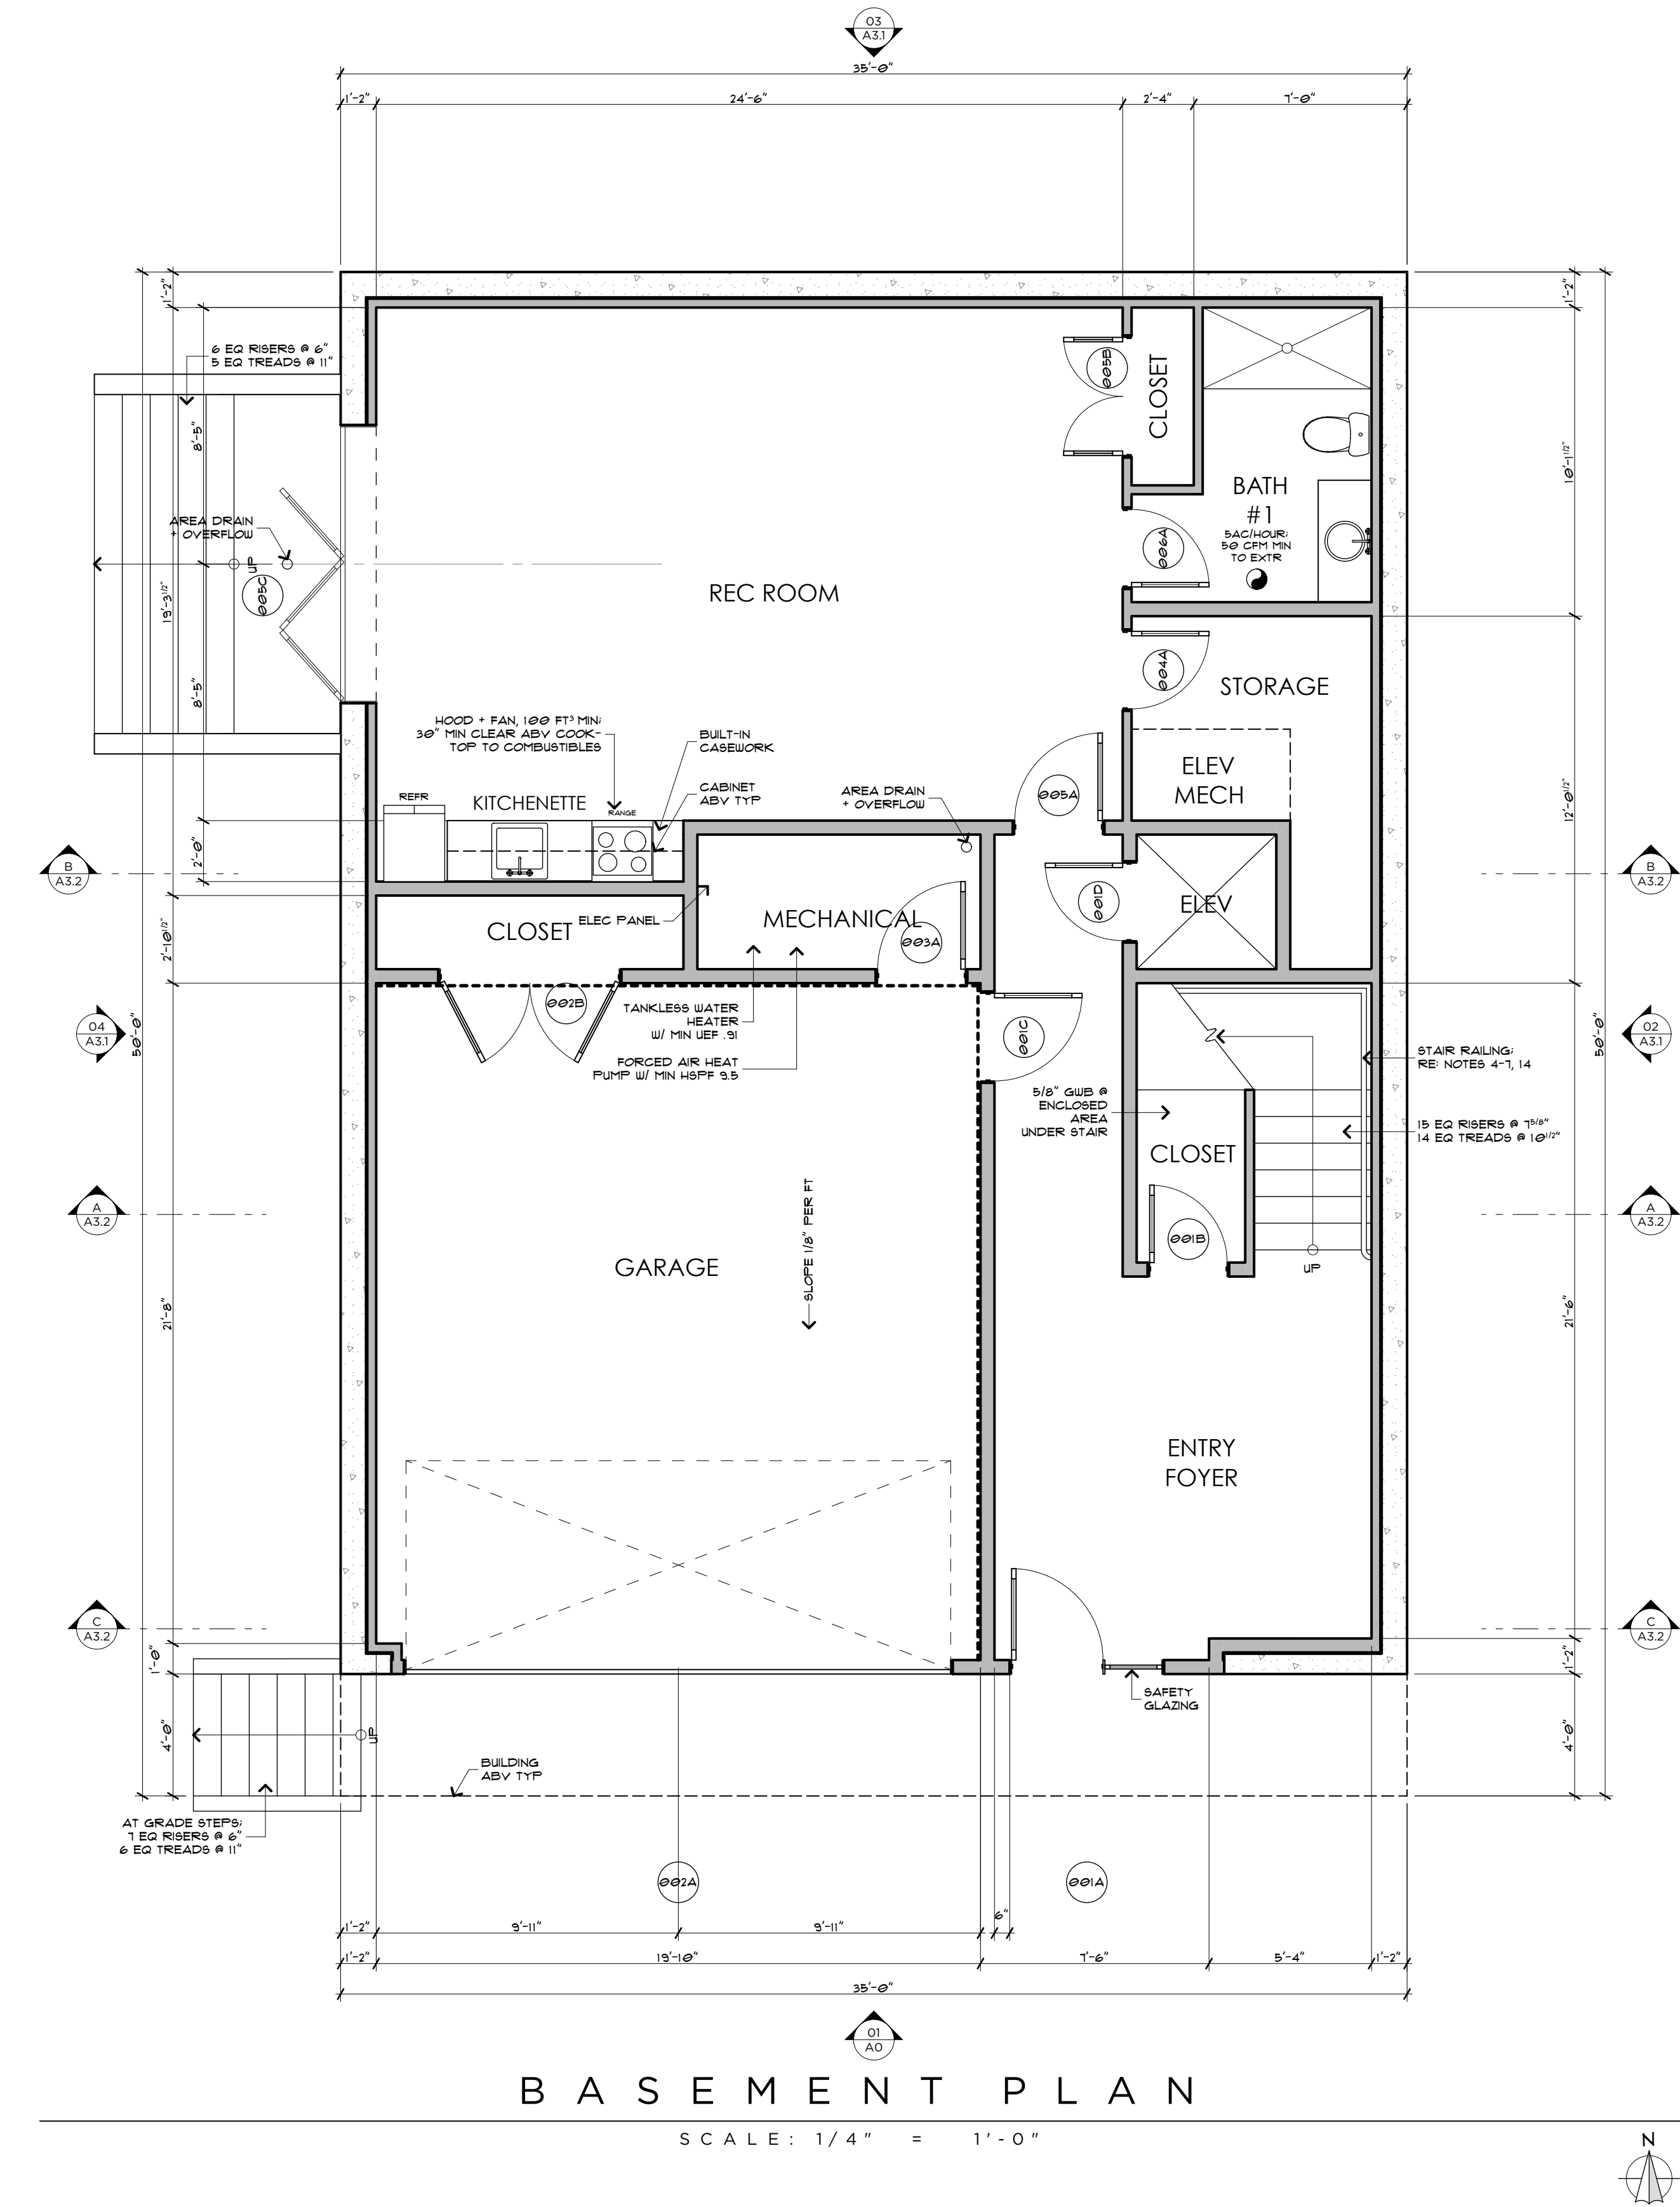 03
A3.1
35'-0"
1'-2"
24'-6"
2'-4"
7'-0"
1'-2"
1'-2"
6 EQ RISERS @ 6"
5 EQ TREADS @ 11"
005B
CLOSET
8'-5"
10'-1 1/2"
BATH
#1
5AC/HOUR;
50 CFM MIN
TO EXTR
AREA DRAIN
+ OVERFLOW
UP
005C
006A
REC ROOM
19'-3 1/2"
004A
STORAGE
8'-5"
HOOD + FAN, 100 FT³ MIN;
30" MIN CLEAR ABV COOK-
TOP TO COMBUSTIBLES
BUILT-IN
CASEWORK
CABINET
ABV TYP
ELEV
MECH
AREA DRAIN
+ OVERFLOW
005A
REFR
KITCHENETTE
RANGE
12'-0 1/2"
2'-0"
B
A3.2
B
A3.2
001D
ELEV
CLOSET
ELEC PANEL
MECHANICAL
003A
2'-10 1/2"
002B
TANKLESS WATER
HEATER
W/ MIN UEF .91
FORCED AIR HEAT
PUMP W/ MIN HSPF 9.5
001C
04
A3.1
50'-0"
02
A3.1
50'-0"
STAIR RAILING;
RE: NOTES 4-7, 14
5/8" GWB @
ENCLOSED
AREA
UNDER STAIR
15 EQ RISERS @ 7 5/8"
14 EQ TREADS @ 10 1/2"
CLOSET
A
A3.2
A
A3.2
001B
UP
SLOPE 1/8" PER FT
GARAGE
21'-8"
21'-6"
ENTRY
FOYER
C
A3.2
C
A3.2
1'-0"
1'-2"
SAFETY
GLAZING
4'-0"
UP
4'-0"
BUILDING
ABV TYP
AT GRADE STEPS;
7 EQ RISERS @ 6"
6 EQ TREADS @ 11"
002A
001A
1'-2"
9'-11"
9'-11"
6"
1'-2"
19'-10"
7'-6"
5'-4"
1'-2"
35'-0"
01
A0
BASEMENT PLAN
SCALE: 1/4" = 1'-0"
N